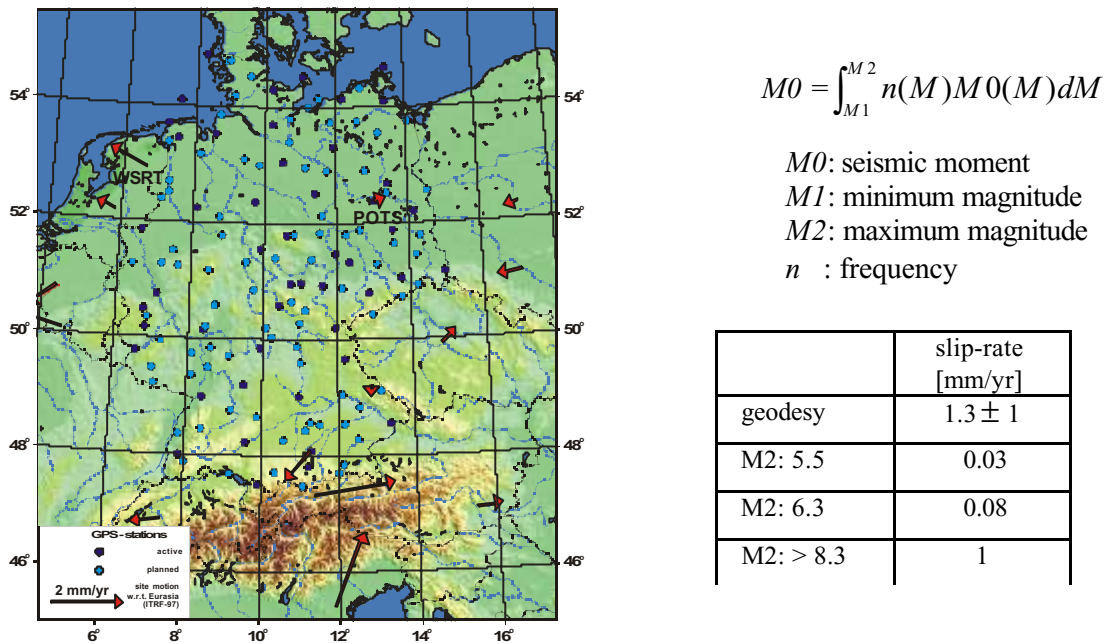 54°
52°
50°
48°
46°
54°
52°
50°
48°
46°
6°
8°
10°
12°
14°
16°
WSRT
POTS
GPS-stations
active
planned
site motion
w.r.t. Eurasia
(ITRF-97)
2 mm/yr
M0 = ∫_{M1}^{M2} n(M)M0(M)dM
M0: seismic moment
M1: minimum magnitude
M2: maximum magnitude
n : frequency
slip-rate
[mm/yr]
geodesy 1.3 ± 1
M2: 5.5 0.03
M2: 6.3 0.08
M2: > 8.3 1